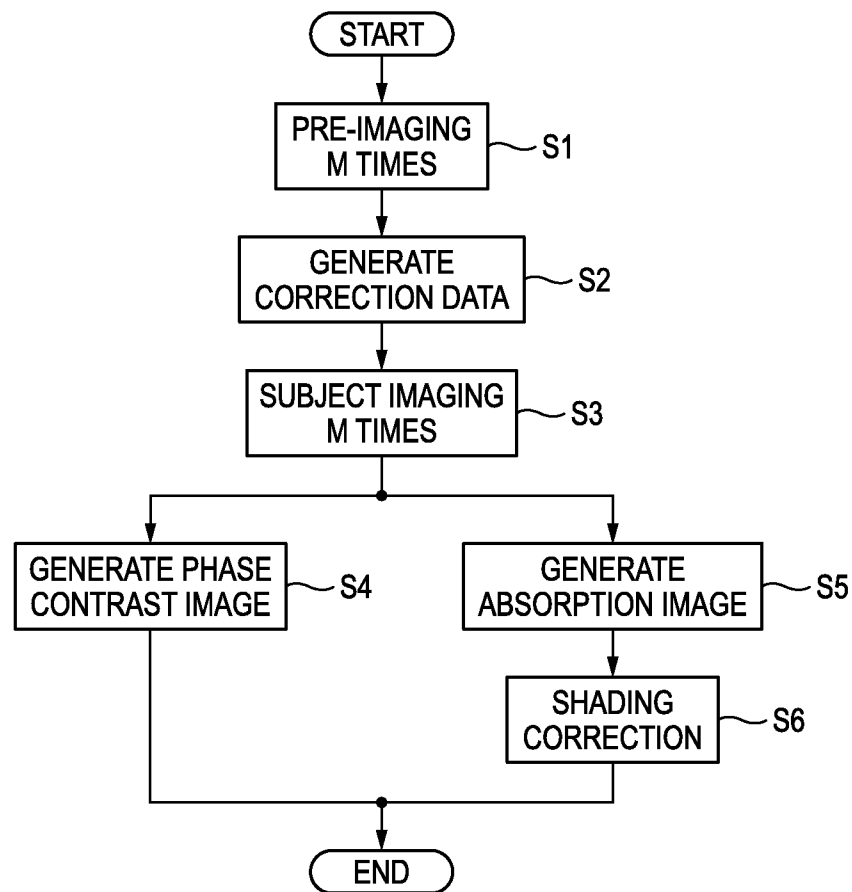 START
PRE-IMAGING
M TIMES
S1
GENERATE
CORRECTION DATA
S2
SUBJECT IMAGING
M TIMES
S3
GENERATE PHASE
CONTRAST IMAGE
S4
GENERATE
ABSORPTION IMAGE
S5
SHADING
CORRECTION
S6
END